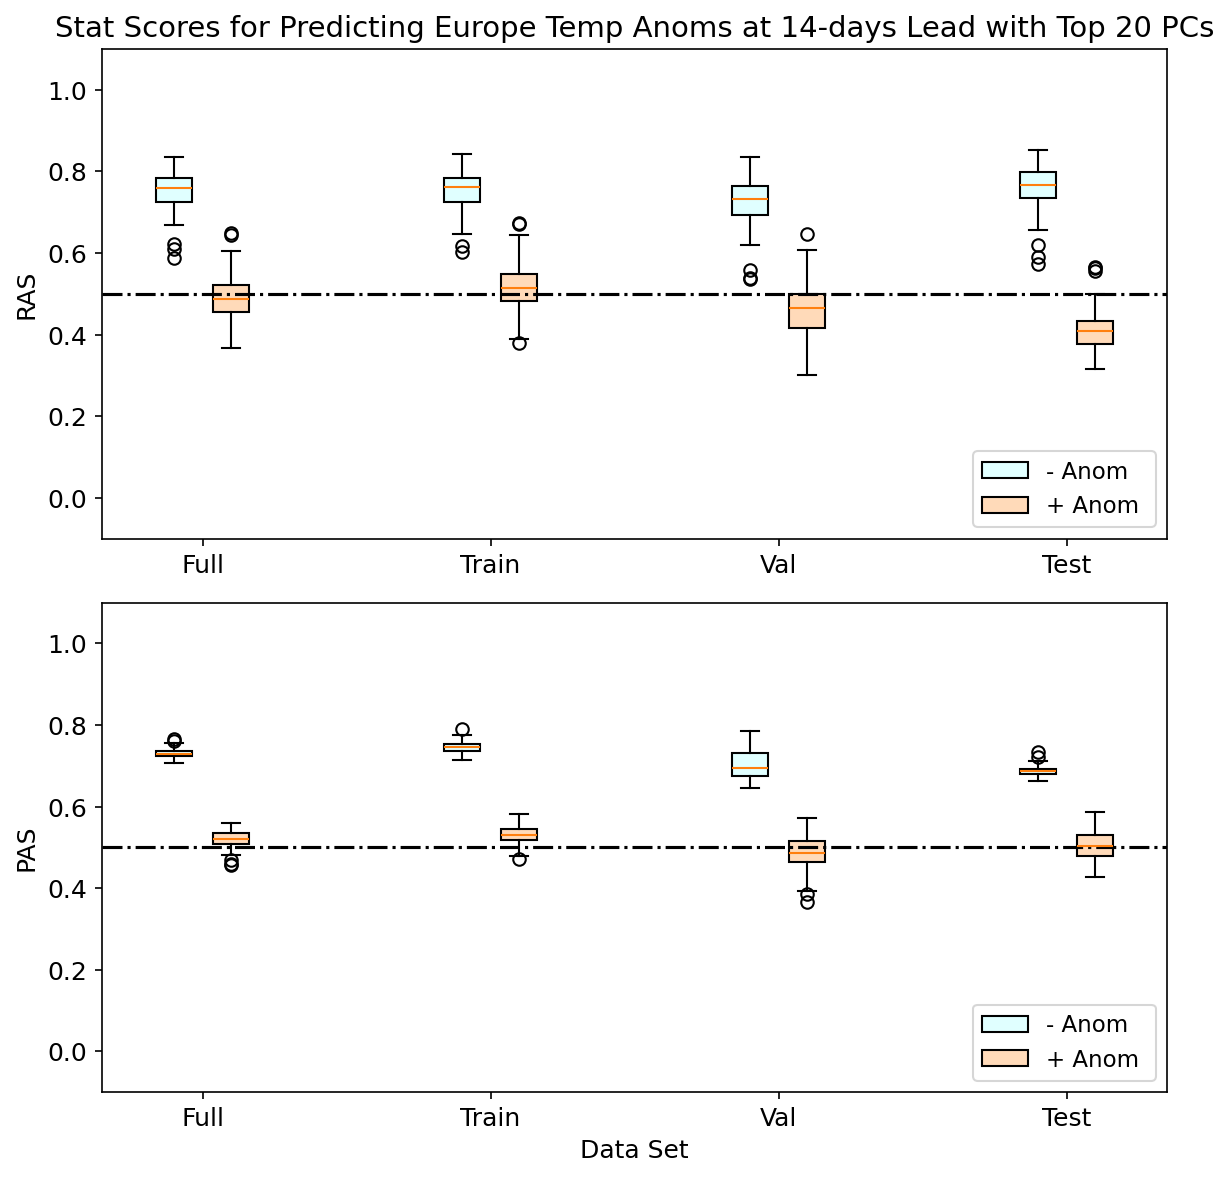 Stat Scores for Predicting Europe Temp Anoms at 14-days Lead with Top 20 PCs
1.0
0.8
0.6
0.4
0.2
0.0
RAS
- Anom
+ Anom
Full Train Val Test
1.0
0.8
0.6
0.4
0.2
0.0
PAS
- Anom
+ Anom
Full Train Val Test
Data Set